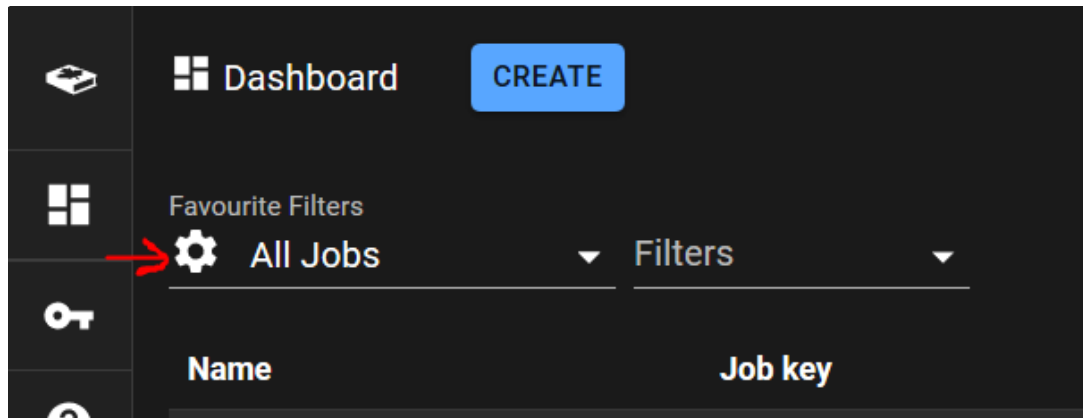 Dashboard CREATE
Favourite Filters
All Jobs Filters
Name Job key